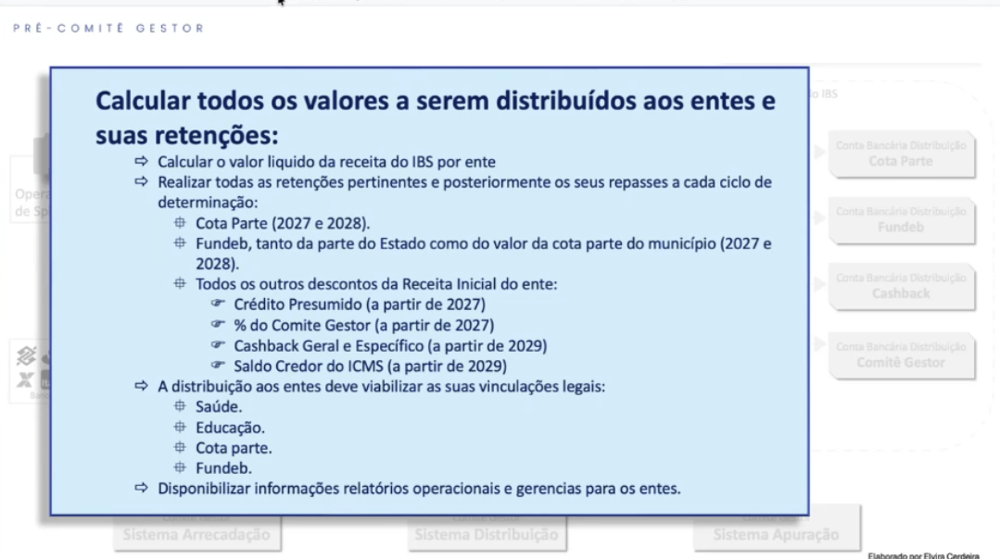 PRÉ-COMITÊ GESTOR
Calcular todos os valores a serem distribuídos aos entes e
suas retenções:
⇨ Calcular o valor liquido da receita do IBS por ente
⇨ Realizar todas as retenções pertinentes e posteriormente os seus repasses a cada ciclo de
determinação:
Cota Parte (2027 e 2028).
Fundeb, tanto da parte do Estado como do valor da cota parte do município (2027 e
2028).
Todos os outros descontos da Receita Inicial do ente:
☞ Crédito Presumido (a partir de 2027)
☞ % do Comite Gestor (a partir de 2027)
☞ Cashback Geral e Específico (a partir de 2029)
☞ Saldo Credor do ICMS (a partir de 2029)
⇨ A distribuição aos entes deve viabilizar as suas vinculações legais:
Saúde.
Educação.
Cota parte.
Fundeb.
⇨ Disponibilizar informações relatórios operacionais e gerencias para os entes.
IBS
Conta Bancária Distribuição
Cota Parte
Conta Bancária Distribuição
Fundeb
Conta Bancária Distribuição
Cashback
Conta Bancária Distribuição
Comitê Gestor
Sistema Arrecadação
Sistema Distribuição
Sistema Apuração
Elaborado por Elvira Cerdeira